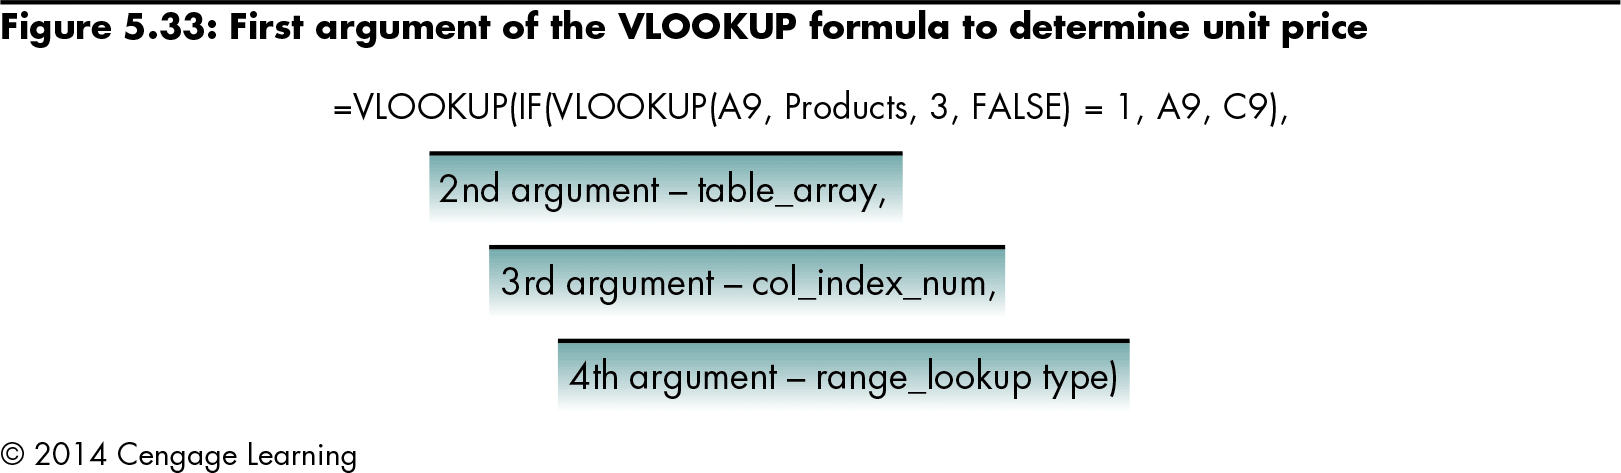 Figure 5.33: First argument of the VLOOKUP formula to determine unit price
=VLOOKUP(IF(VLOOKUP(A9, Products, 3, FALSE) = 1, A9, C9),
2nd argument – table_array,
3rd argument – col_index_num,
4th argument – range_lookup type)
© 2014 Cengage Learning